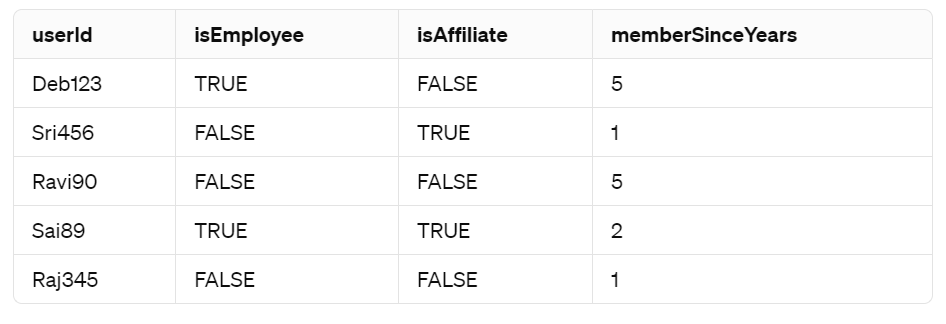 userId isEmployee isAffiliate memberSinceYears
Deb123 TRUE FALSE 5
Sri456 FALSE TRUE 1
Ravi90 FALSE FALSE 5
Sai89 TRUE TRUE 2
Raj345 FALSE FALSE 1